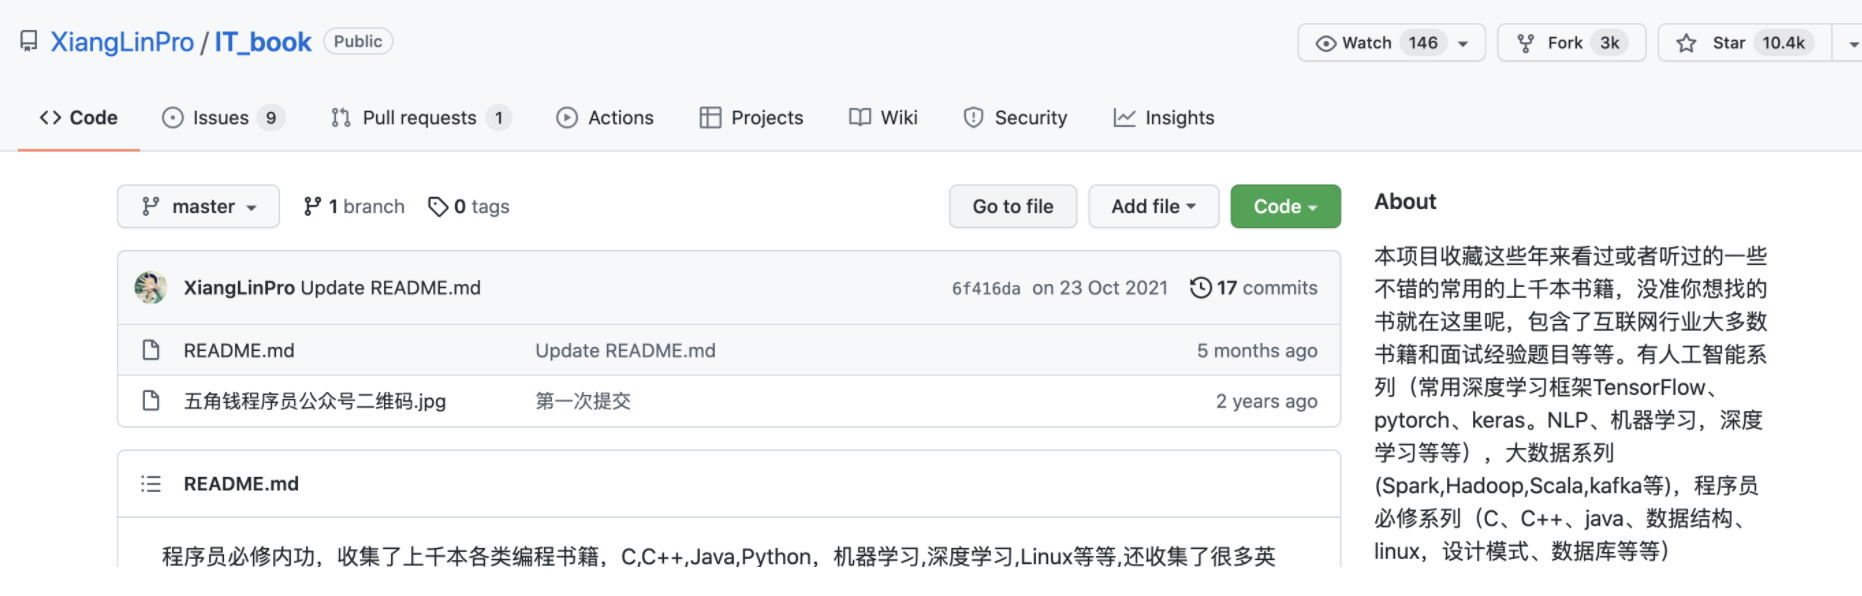 XiangLinPro / IT_book Public
Watch 146
Fork 3k
Star 10.4k
Code
Issues 9
Pull requests 1
Actions
Projects
Wiki
Security
Insights
master
1 branch
0 tags
Go to file
Add file
Code
XiangLinPro Update README.md 6f416da on 23 Oct 2021 17 commits
README.md Update README.md 5 months ago
五角钱程序员公众号二维码.jpg 第一次提交 2 years ago
README.md
程序员必修内功，收集了上千本各类编程书籍，C,C++,Java,Python，机器学习,深度学习,Linux等等,还收集了很多英
About
本项目收藏这些年来看过或者听过的一些
不错的常用的上千本书籍，没准你想找的
书就在这里呢，包含了互联网行业大多数
书籍和面试经验题目等等。有人工智能系
列（常用深度学习框架TensorFlow、
pytorch、keras。NLP、机器学习，深度
学习等等），大数据系列
(Spark,Hadoop,Scala,kafka等)，程序员
必修系列（C、C++、java、数据结构、
linux，设计模式、数据库等等）